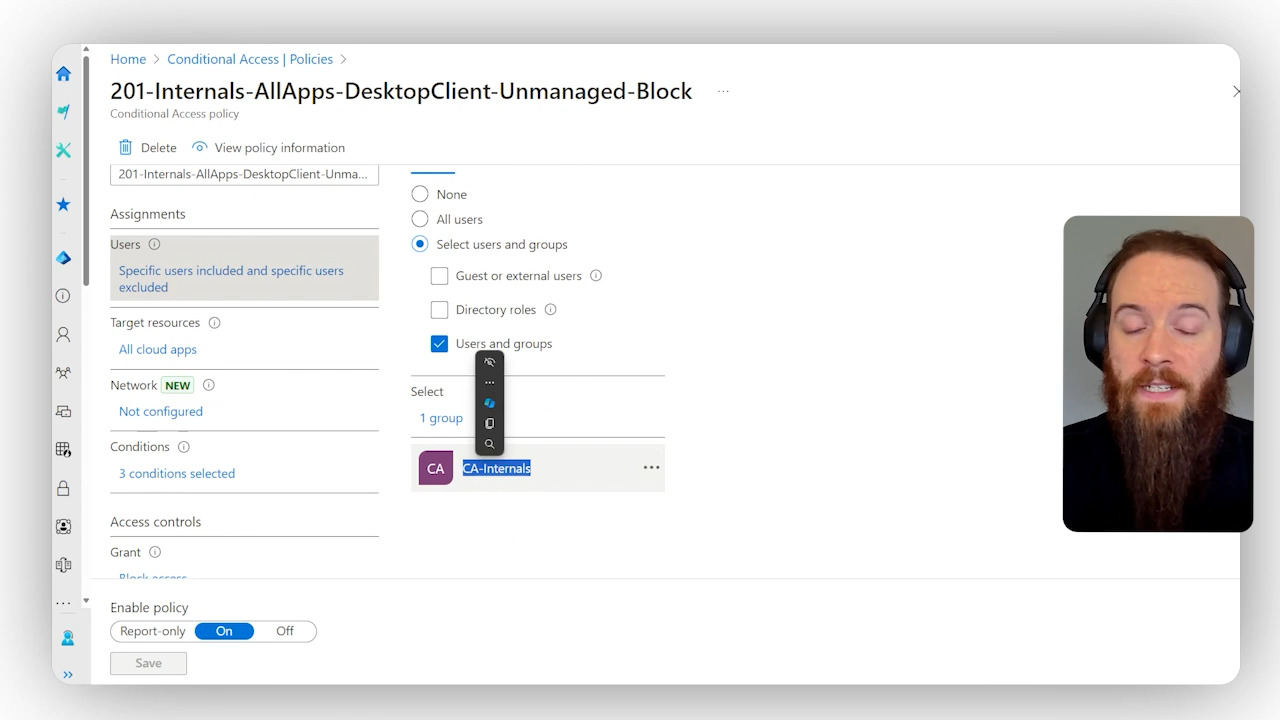 Home > Conditional Access | Policies >
201-Internals-AllApps-DesktopClient-Unmanaged-Block ...
Conditional Access policy
Delete View policy information
201-Internals-AllApps-DesktopClient-Unma...
Assignments
Users
Specific users included and specific users
excluded
Target resources
All cloud apps
Network NEW
Not configured
Conditions
3 conditions selected
Access controls
Grant
Block access
None
All users
Select users and groups
Guest or external users
Directory roles
Users and groups
Select
1 group
CA CA-Internals ...
Enable policy
Report-only On Off
Save